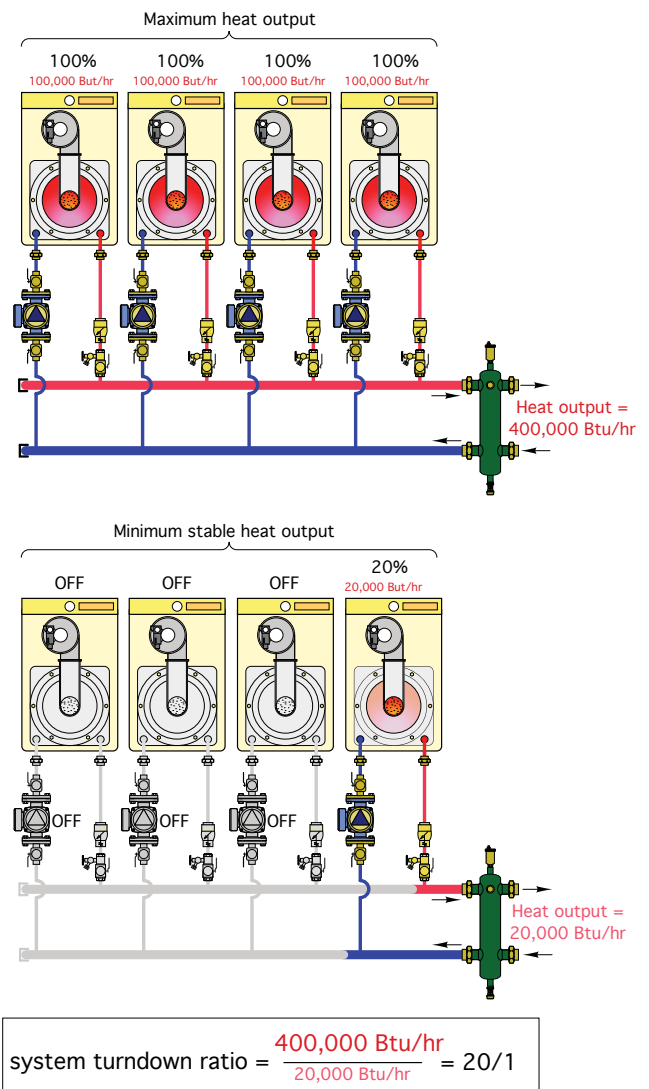 Maximum heat output
100% 100% 100% 100%
100,000 But/hr 100,000 But/hr 100,000 But/hr 100,000 But/hr
Heat output =
400,000 Btu/hr
Minimum stable heat output
OFF OFF OFF 20%
20,000 But/hr
OFF OFF OFF
Heat output =
20,000 Btu/hr
system turndown ratio = 400,000 Btu/hr / 20,000 Btu/hr = 20/1